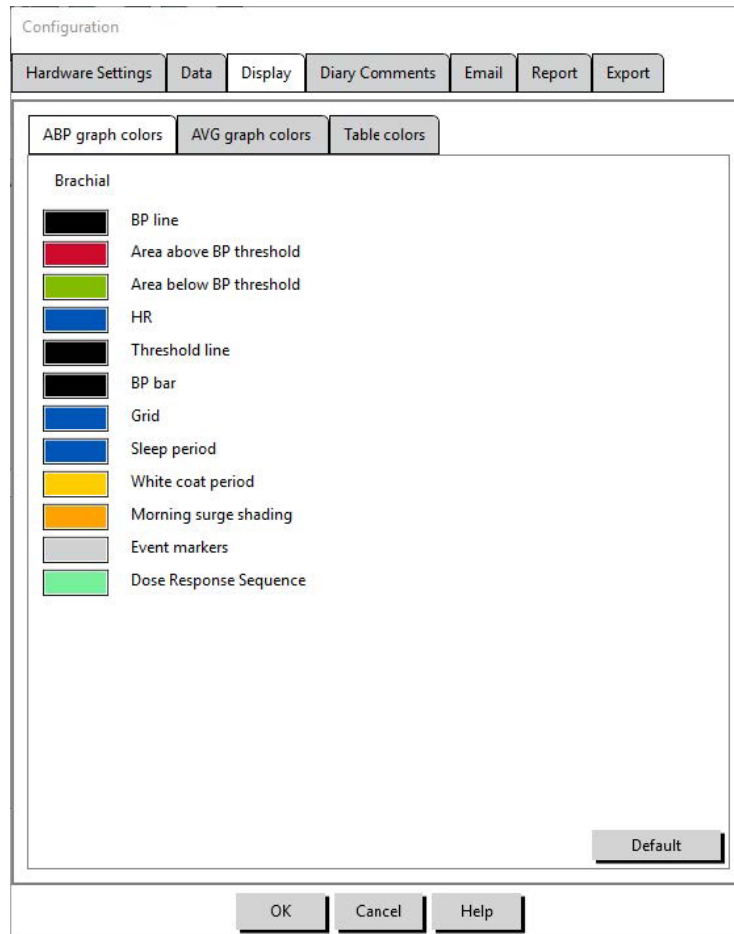 Configuration
Hardware Settings Data Display Diary Comments Email Report Export
ABP graph colors AVG graph colors Table colors
Brachial
BP line
Area above BP threshold
Area below BP threshold
HR
Threshold line
BP bar
Grid
Sleep period
White coat period
Morning surge shading
Event markers
Dose Response Sequence
Default
OK Cancel Help